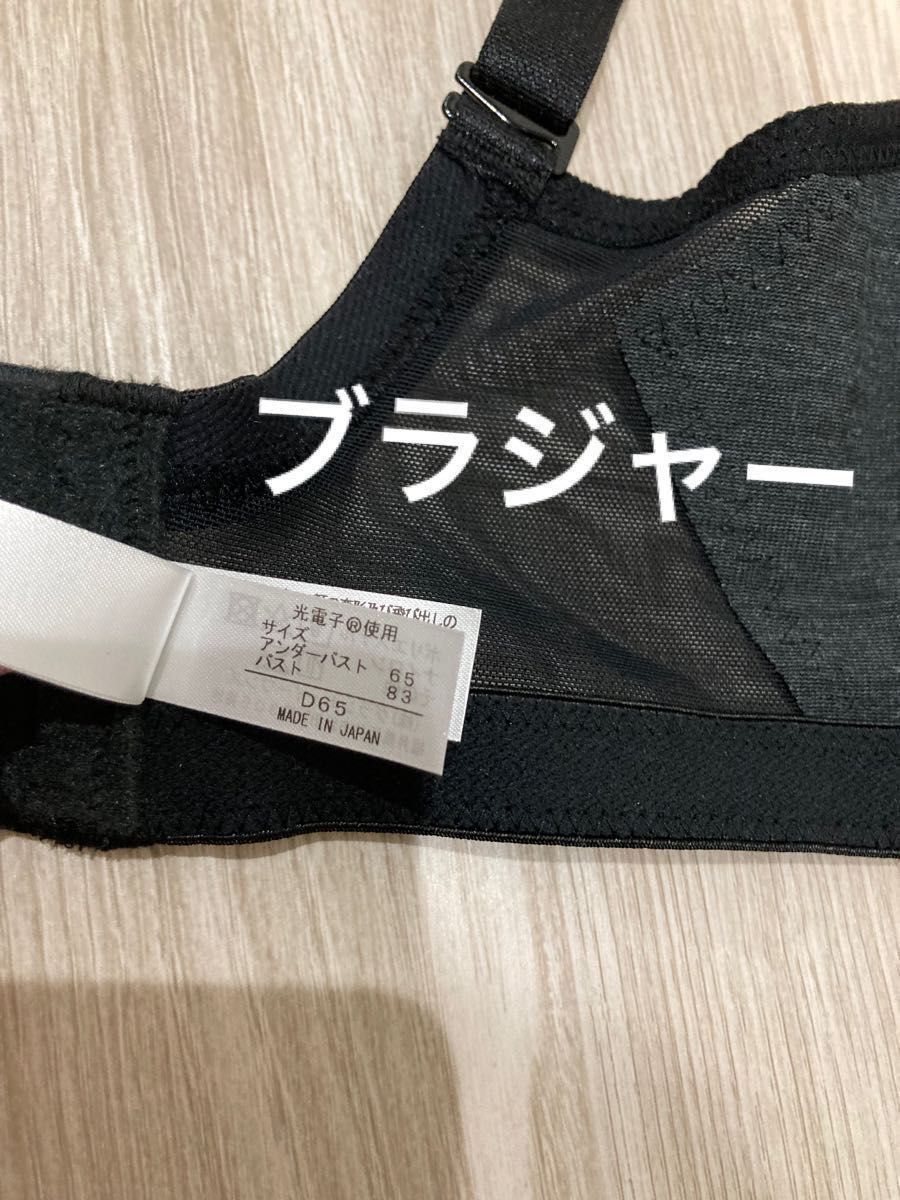 ブラジャー
光電子®使用
サイズ
アンダーバスト 65
バスト 83
D65
MADE IN JAPAN